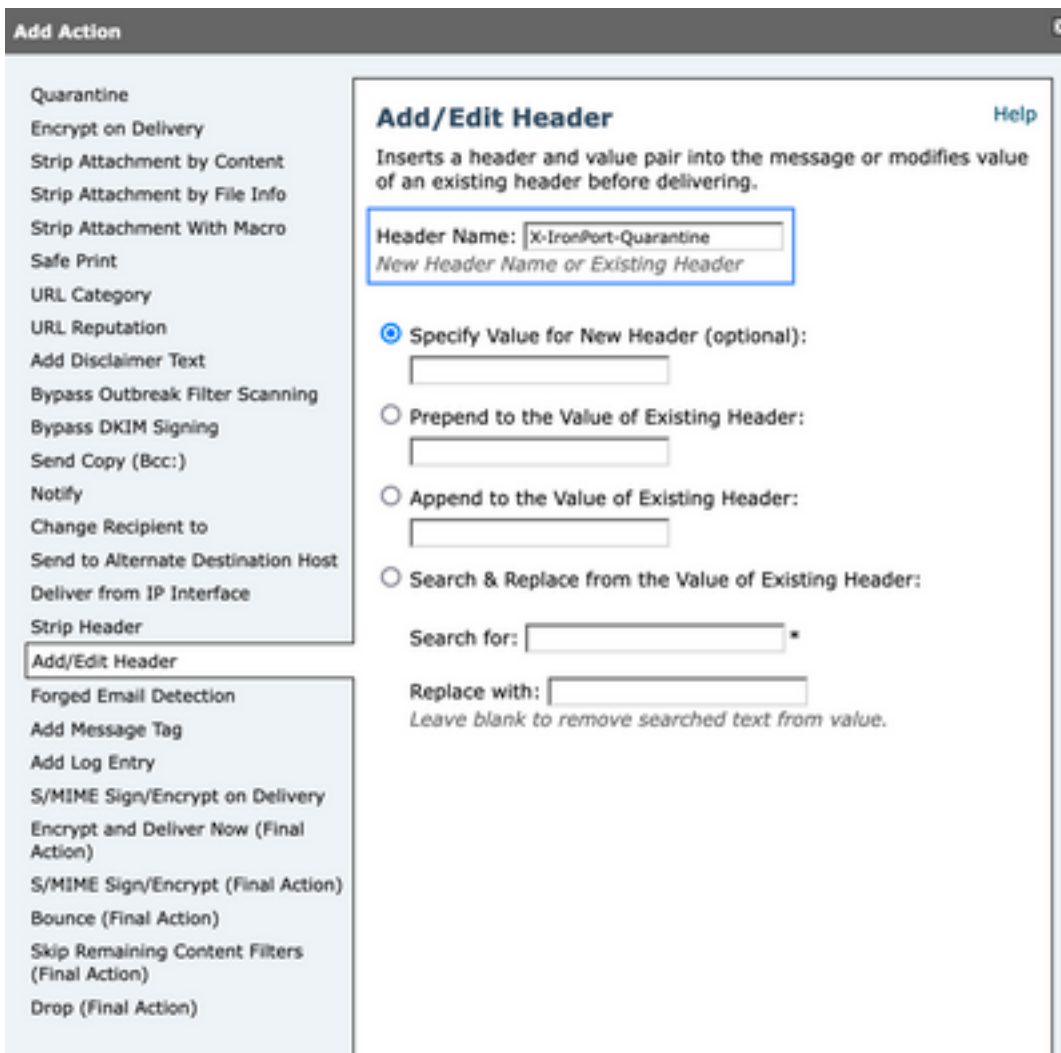 Add Action
Quarantine
Encrypt on Delivery
Strip Attachment by Content
Strip Attachment by File Info
Strip Attachment With Macro
Safe Print
URL Category
URL Reputation
Add Disclaimer Text
Bypass Outbreak Filter Scanning
Bypass DKIM Signing
Send Copy (Bcc:)
Notify
Change Recipient to
Send to Alternate Destination Host
Deliver from IP Interface
Strip Header
Add/Edit Header
Forged Email Detection
Add Message Tag
Add Log Entry
S/MIME Sign/Encrypt on Delivery
Encrypt and Deliver Now (Final
Action)
S/MIME Sign/Encrypt (Final Action)
Bounce (Final Action)
Skip Remaining Content Filters
(Final Action)
Drop (Final Action)
Add/Edit Header
Help
Inserts a header and value pair into the message or modifies value
of an existing header before delivering.
Header Name: X-IronPort-Quarantine
New Header Name or Existing Header
Specify Value for New Header (optional):
Prepend to the Value of Existing Header:
Append to the Value of Existing Header:
Search & Replace from the Value of Existing Header:
Search for: *
Replace with:
Leave blank to remove searched text from value.